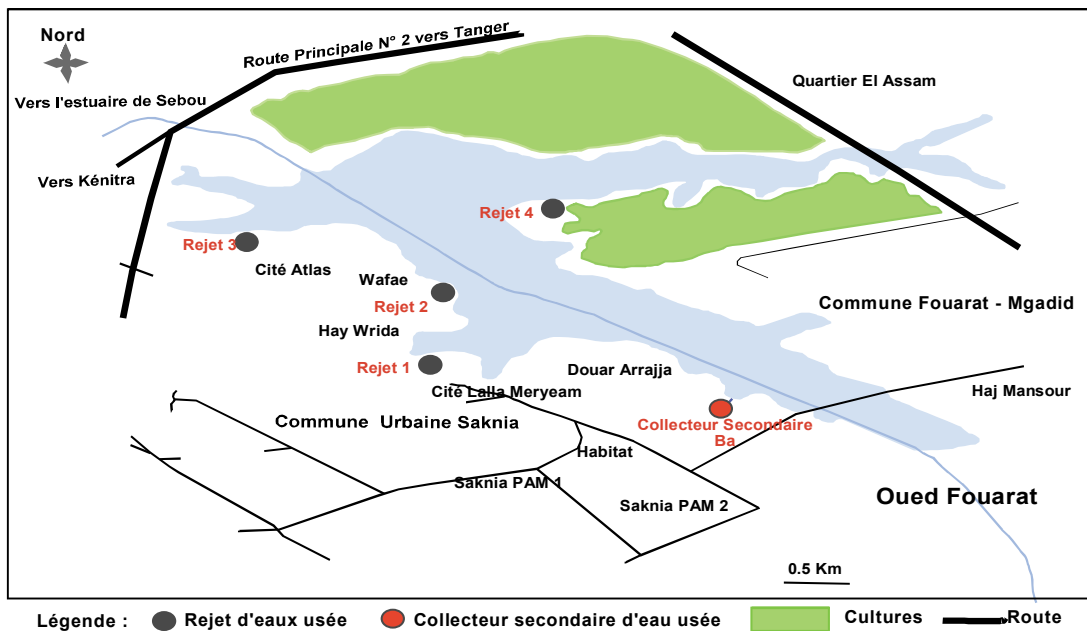 Nord
Route Principale N° 2 vers Tanger
Quartier El Assam
Vers l'estuaire de Sebou
Vers Kénitra
Rejet 4
Rejet 3
Cité Atlas
Wafae
Rejet 2
Commune Fouarat - Mgadid
Hay Wrida
Rejet 1
Douar Arrajja
Cité Lalla Meryeam
Haj Mansour
Commune Urbaine Saknia
Collecteur Secondaire
Ba
Habitat
Saknia PAM 1
Saknia PAM 2
Oued Fouarat
0.5 Km
Légende : Rejet d'eaux usée Collecteur secondaire d'eau usée Cultures Route